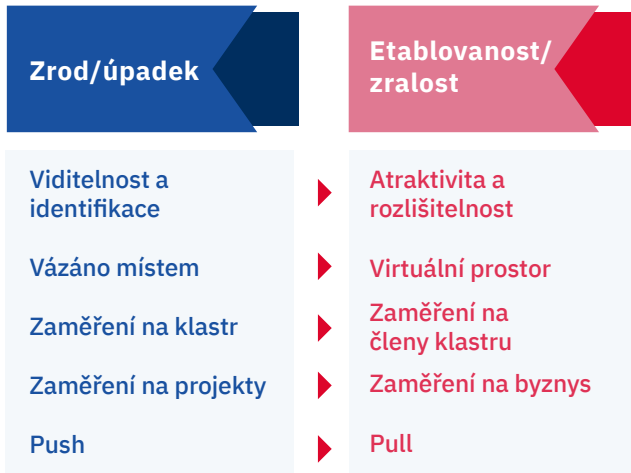 Zrod/úpadek
Etablovanost/
zralost
Viditelnost a
identifikace
Atraktivita a
rozlišitelnost
Vázáno místem
Virtuální prostor
Zaměření na klastr
Zaměření na
členy klastru
Zaměření na projekty
Zaměření na byznys
Push
Pull